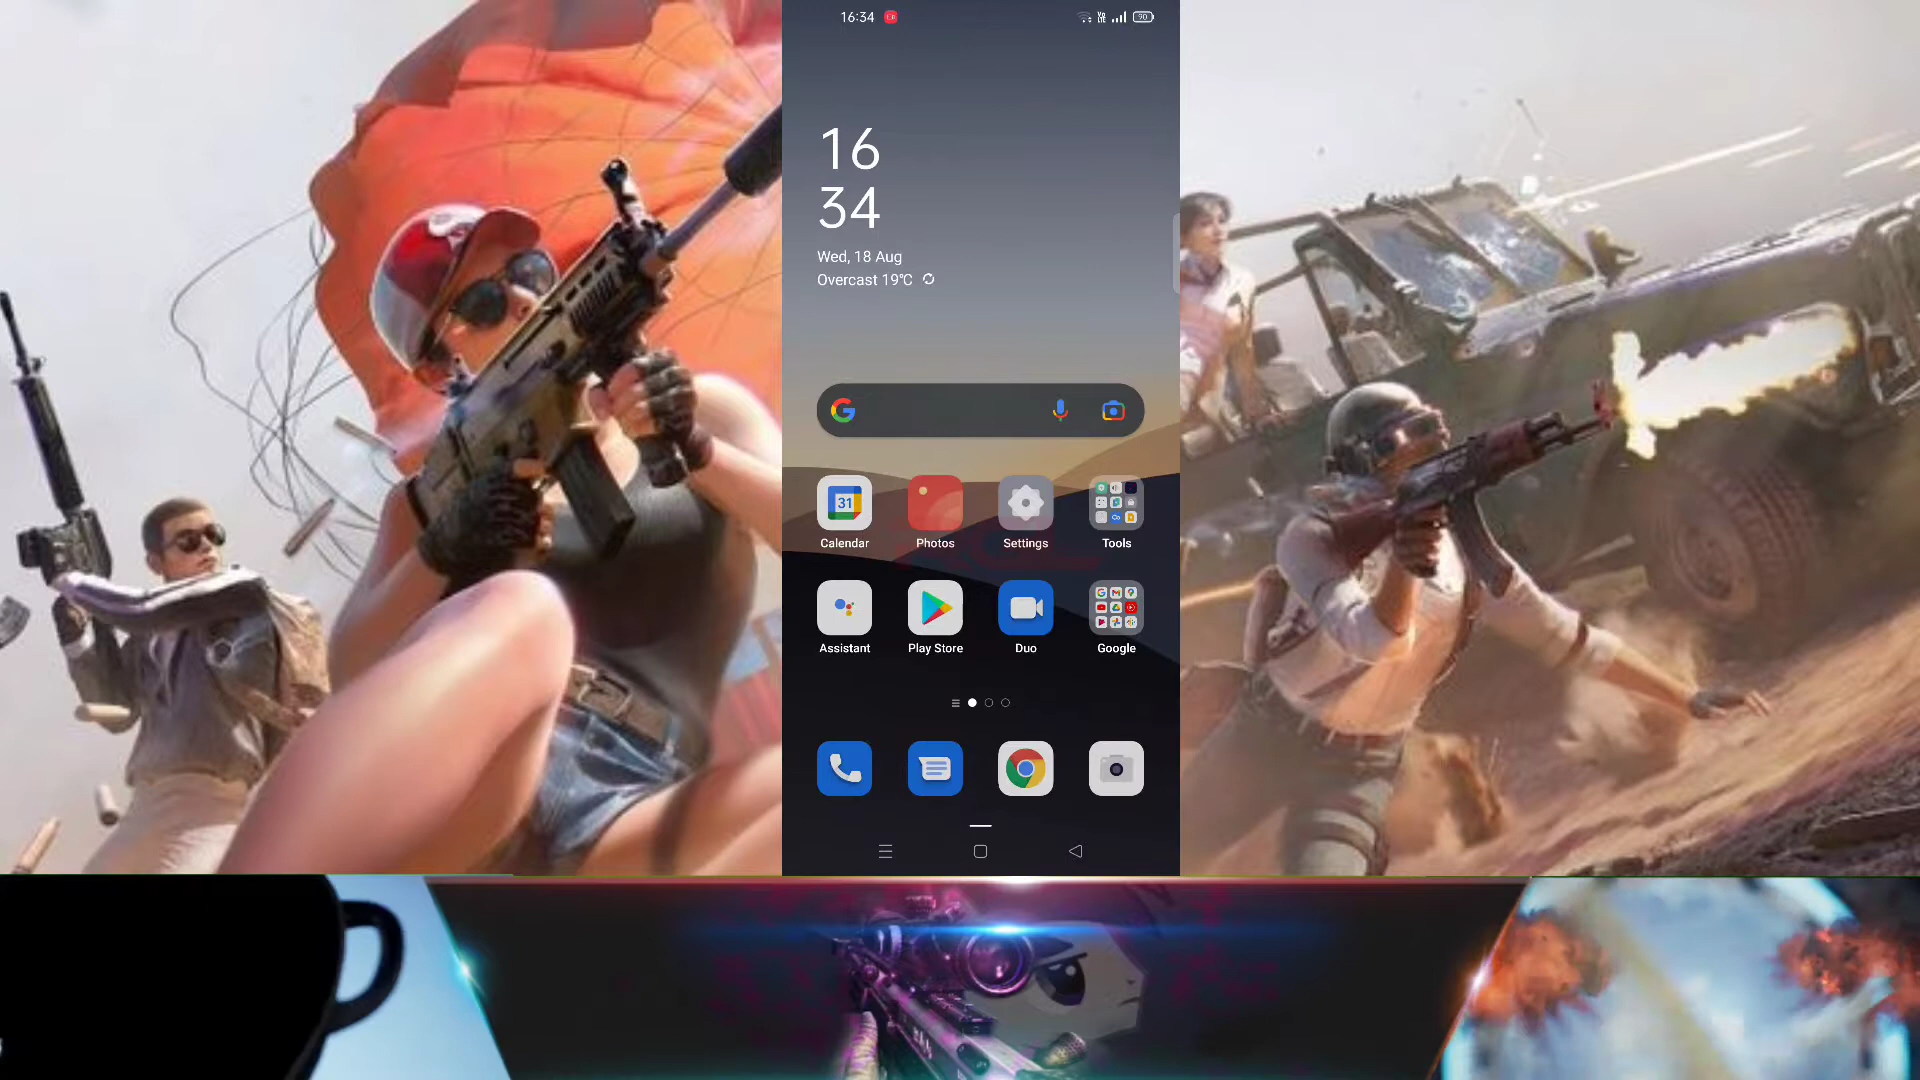 16:34
90
16
34
Wed, 18 Aug
Overcast 19℃
31
Calendar
Photos
Settings
Tools
Assistant
Play Store
Duo
Google